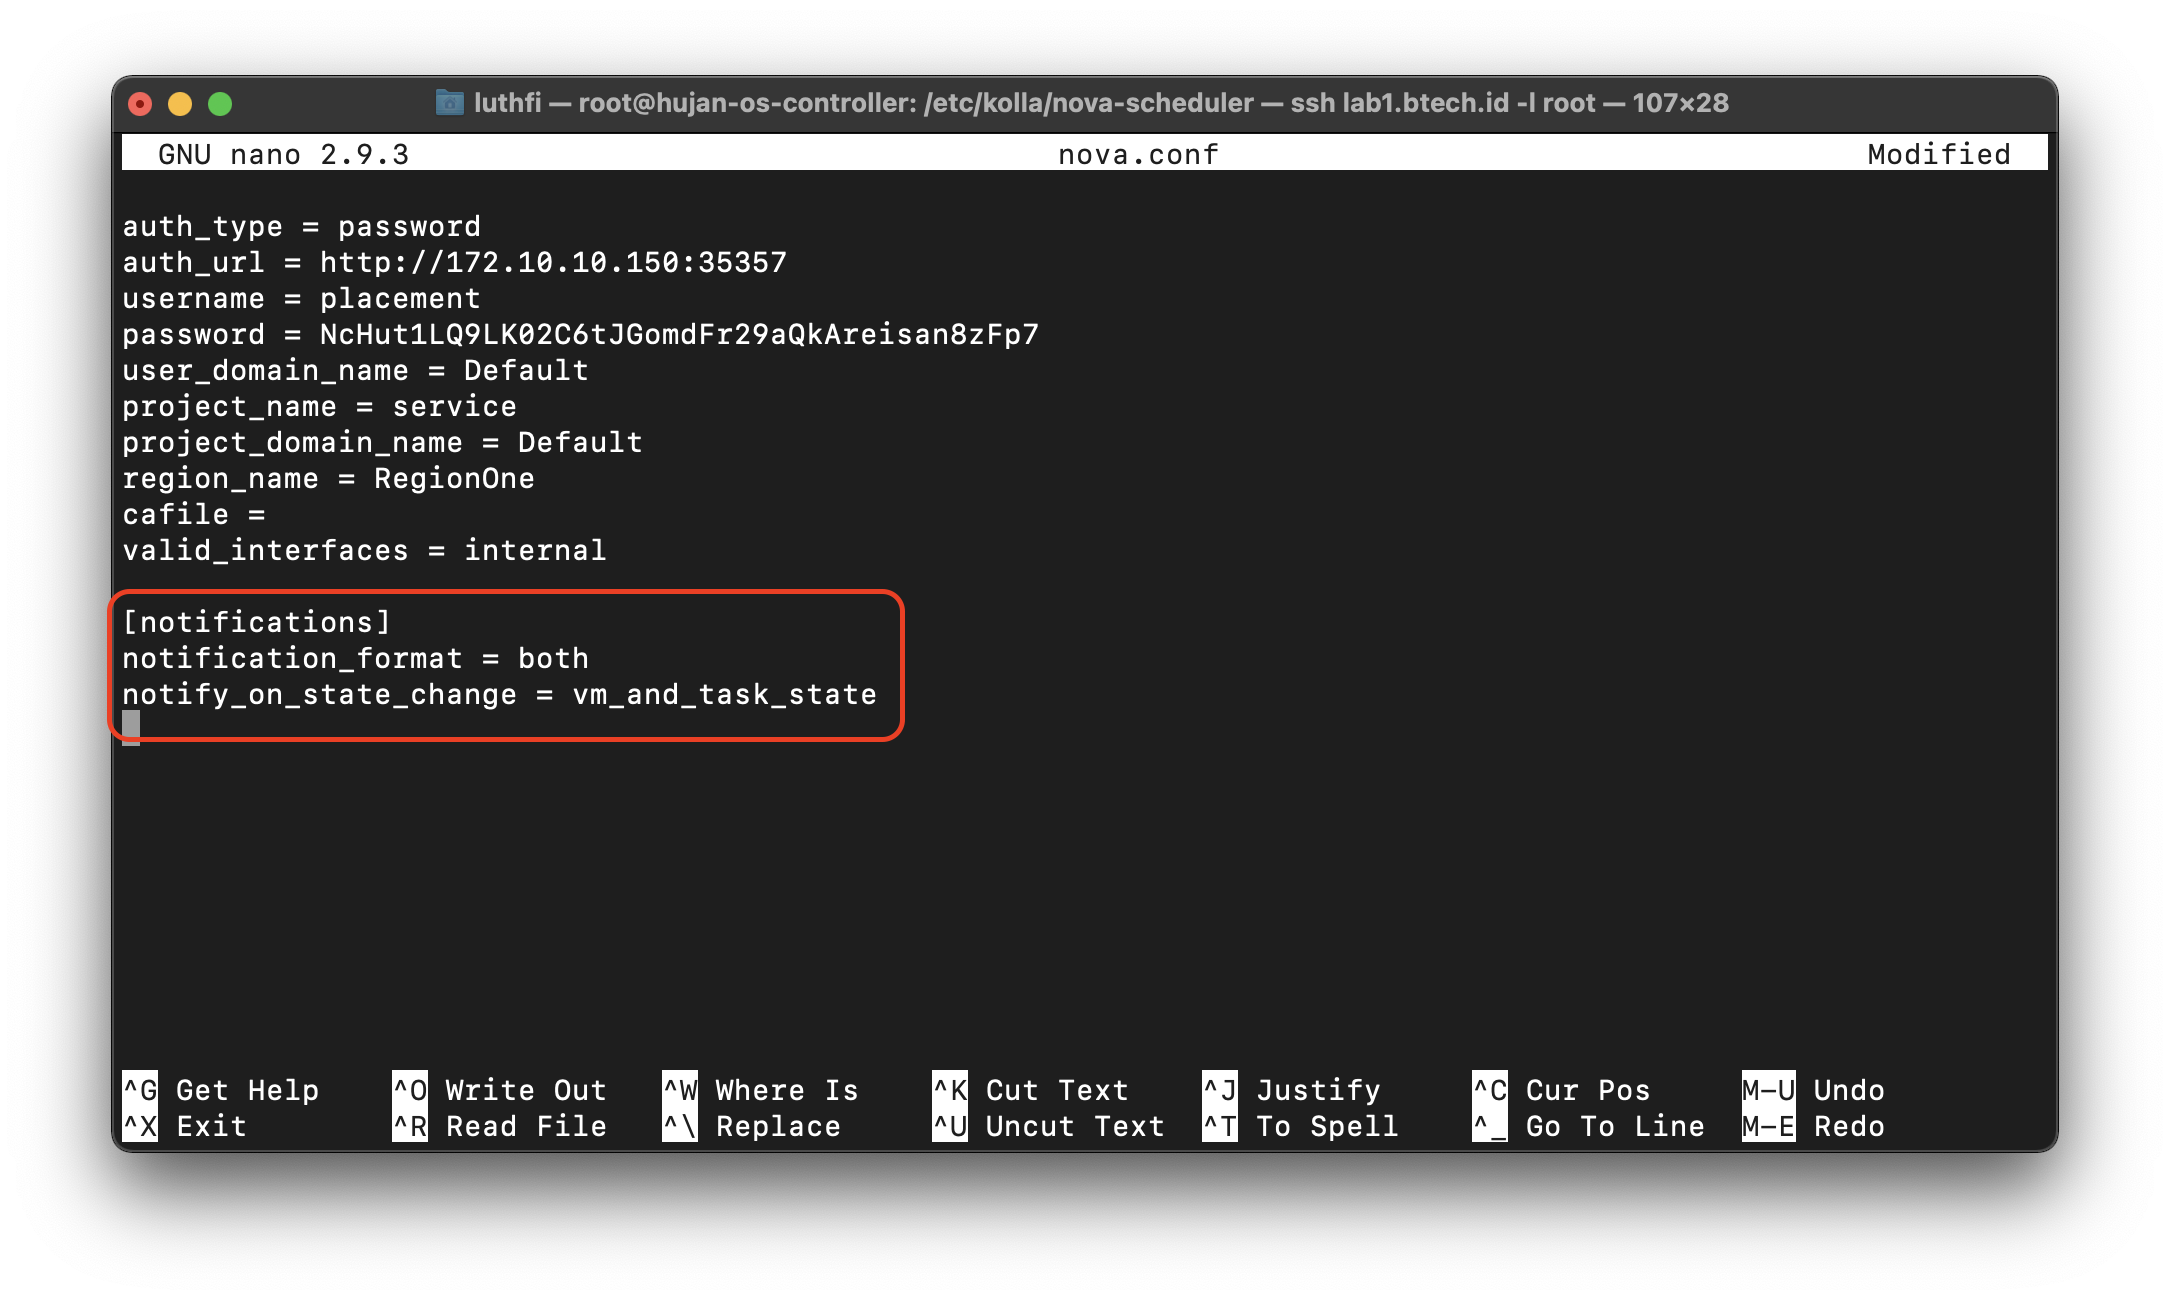 luthfi — root@hujan-os-controller: /etc/kolla/nova-scheduler — ssh lab1.btech.id -l root — 107×28
GNU nano 2.9.3 nova.conf Modified
auth_type = password
auth_url = http://172.10.10.150:35357
username = placement
password = NcHut1LQ9LK02C6tJGomdFr29aQkAreisan8zFp7
user_domain_name = Default
project_name = service
project_domain_name = Default
region_name = RegionOne
cafile =
valid_interfaces = internal
[notifications]
notification_format = both
notify_on_state_change = vm_and_task_state
^G Get Help ^O Write Out ^W Where Is ^K Cut Text ^J Justify ^C Cur Pos M-U Undo
^X Exit ^R Read File ^\ Replace ^U Uncut Text ^T To Spell ^_ Go To Line M-E Redo